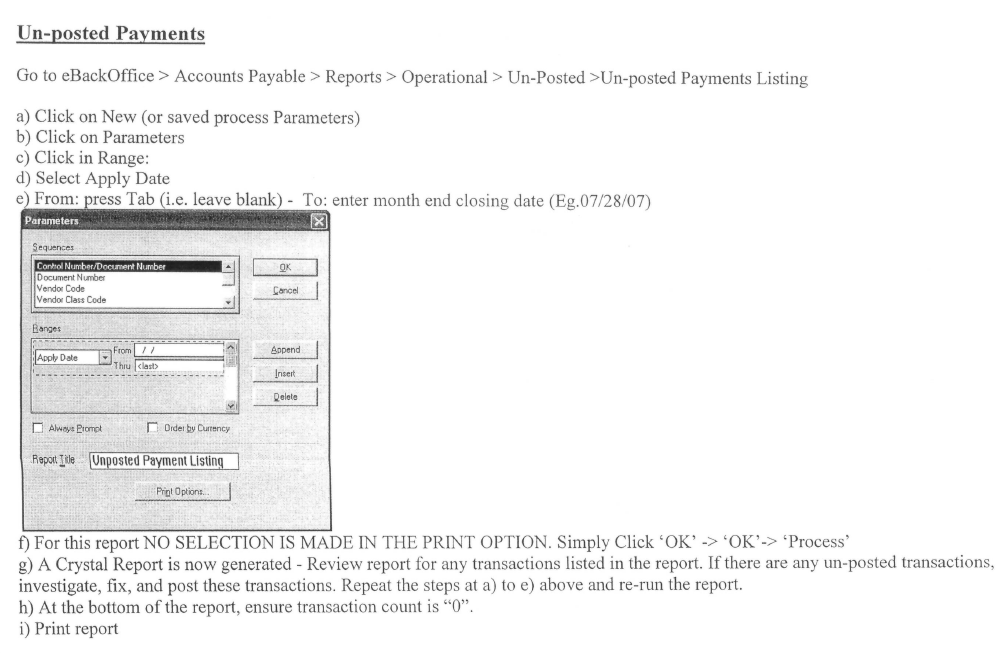 Un-posted Payments
Go to eBackOffice > Accounts Payable > Reports > Operational > Un-Posted >Un-posted Payments Listing
a) Click on New (or saved process Parameters)
b) Click on Parameters
c) Click in Range:
d) Select Apply Date
e) From: press Tab (i.e. leave blank) - To: enter month end closing date (Eg.07/28/07)
Parameters
Sequences
Control Number/Document Number
Document Number
Vendor Code
Vendor Class Code
OK
Cancel
Ranges
Apply Date
From / /
Thru <last>
Append
Insert
Delete
Always Prompt
Order by Currency
Report Title Unposted Payment Listing
Print Options...
f) For this report NO SELECTION IS MADE IN THE PRINT OPTION. Simply Click ‘OK’ -> ‘OK’-> ‘Process’
g) A Crystal Report is now generated - Review report for any transactions listed in the report. If there are any un-posted transactions,
investigate, fix, and post these transactions. Repeat the steps at a) to e) above and re-run the report.
h) At the bottom of the report, ensure transaction count is “0”.
i) Print report